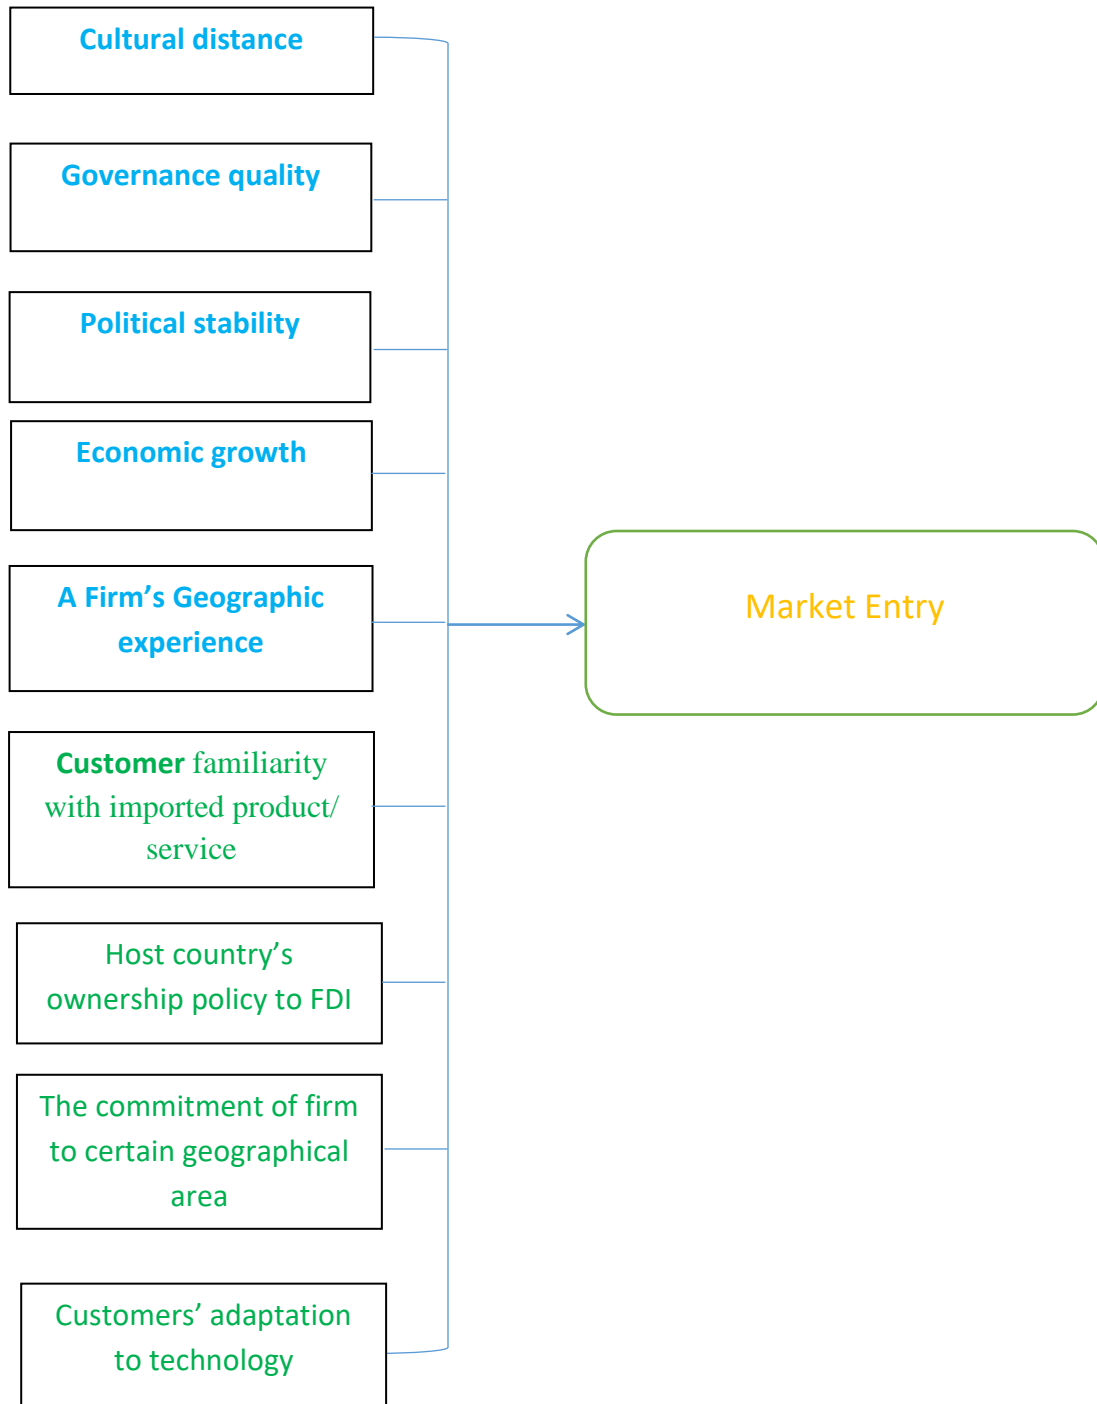 Cultural distance
Governance quality
Political stability
Economic growth
A Firm’s Geographic
experience
Market Entry
Customer familiarity
with imported product/
service
Host country’s
ownership policy to FDI
The commitment of firm
to certain geographical
area
Customers’ adaptation
to technology